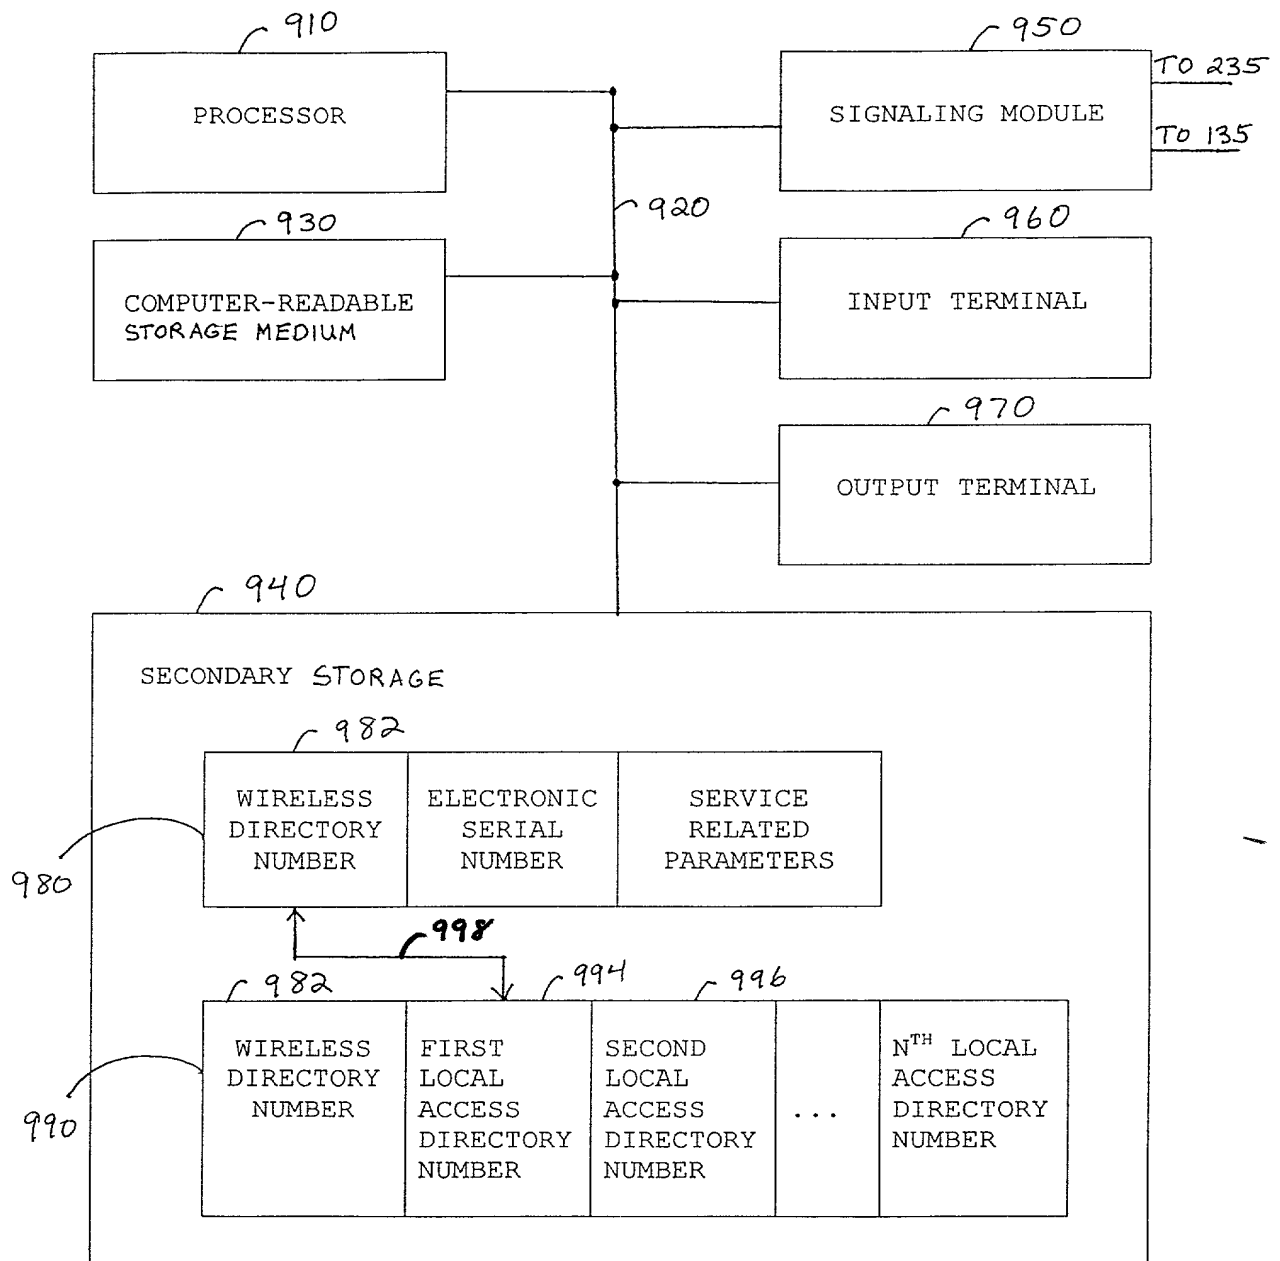 910
PROCESSOR
950
SIGNALING MODULE
TO 235
TO 135
920
930
COMPUTER-READABLE
STORAGE MEDIUM
960
INPUT TERMINAL
970
OUTPUT TERMINAL
940
SECONDARY STORAGE
982
WIRELESS
DIRECTORY
NUMBER
ELECTRONIC
SERIAL
NUMBER
SERVICE
RELATED
PARAMETERS
980
998
982
994
996
WIRELESS
DIRECTORY
NUMBER
FIRST
LOCAL
ACCESS
DIRECTORY
NUMBER
SECOND
LOCAL
ACCESS
DIRECTORY
NUMBER
...
NTH LOCAL
ACCESS
DIRECTORY
NUMBER
990